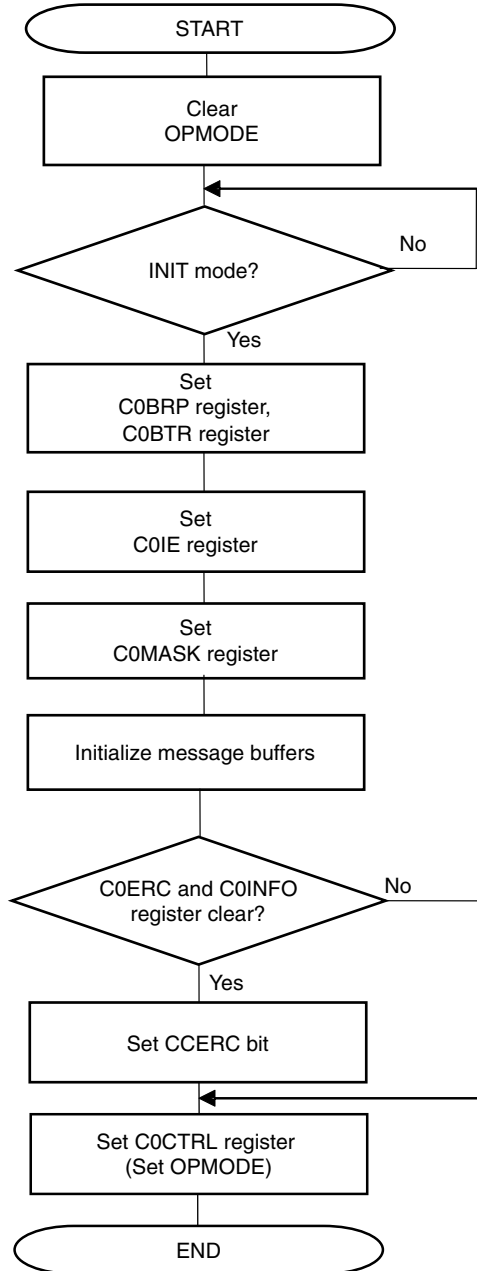 START
Clear
OPMODE
INIT mode?
No
Yes
Set
C0BRP register,
C0BTR register
Set
C0IE register
Set
C0MASK register
Initialize message buffers
C0ERC and C0INFO
register clear?
No
Yes
Set CCERC bit
Set C0CTRL register
(Set OPMODE)
END